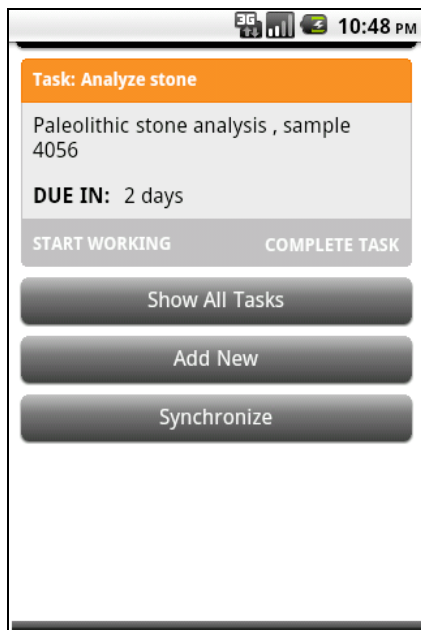 3G 10:48 PM
Task: Analyze stone
Paleolithic stone analysis , sample
4056
DUE IN: 2 days
START WORKING COMPLETE TASK
Show All Tasks
Add New
Synchronize